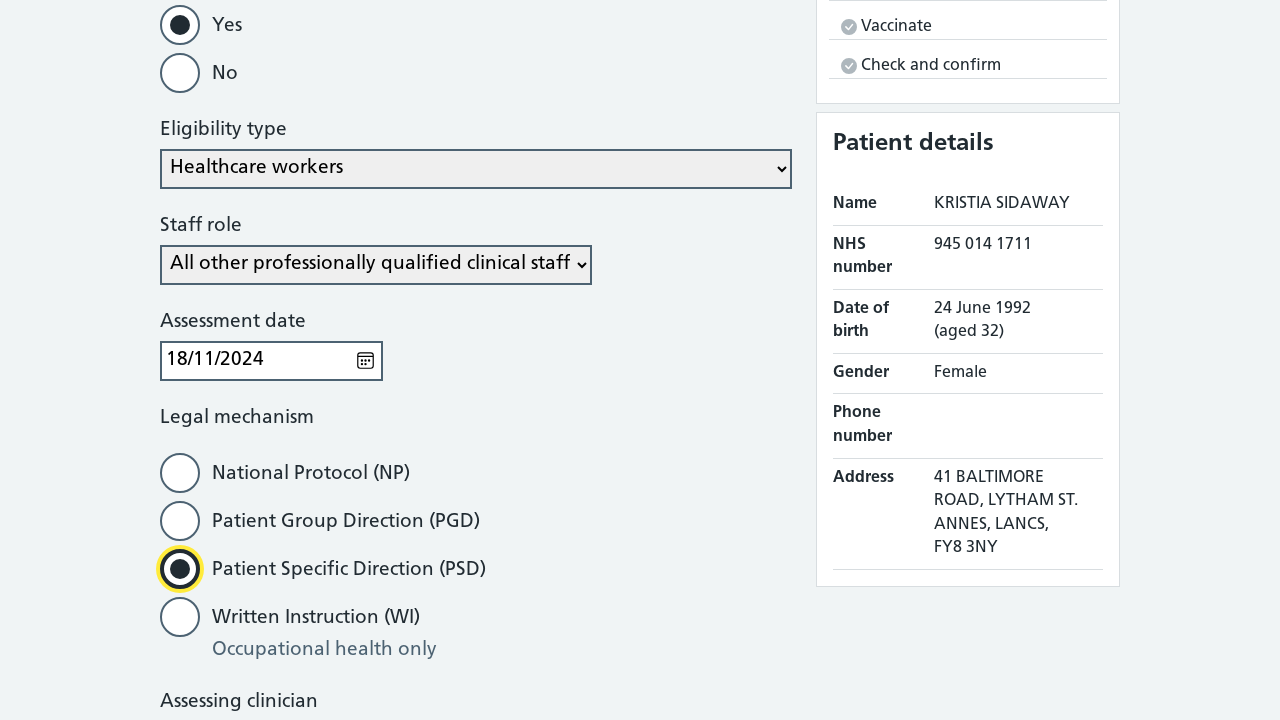 Yes
No
Eligibility type
Healthcare workers
Staff role
All other professionally qualified clinical staff
Assessment date
18/11/2024
Legal mechanism
National Protocol (NP)
Patient Group Direction (PGD)
Patient Specific Direction (PSD)
Written Instruction (WI)
Occupational health only
Assessing clinician
Vaccinate
Check and confirm
Patient details
Name KRISTIA SIDAWAY
NHS 945 014 1711
number
Date of 24 June 1992
birth (aged 32)
Gender Female
Phone
number
Address 41 BALTIMORE
ROAD, LYTHAM ST.
ANNES, LANCS,
FY8 3NY